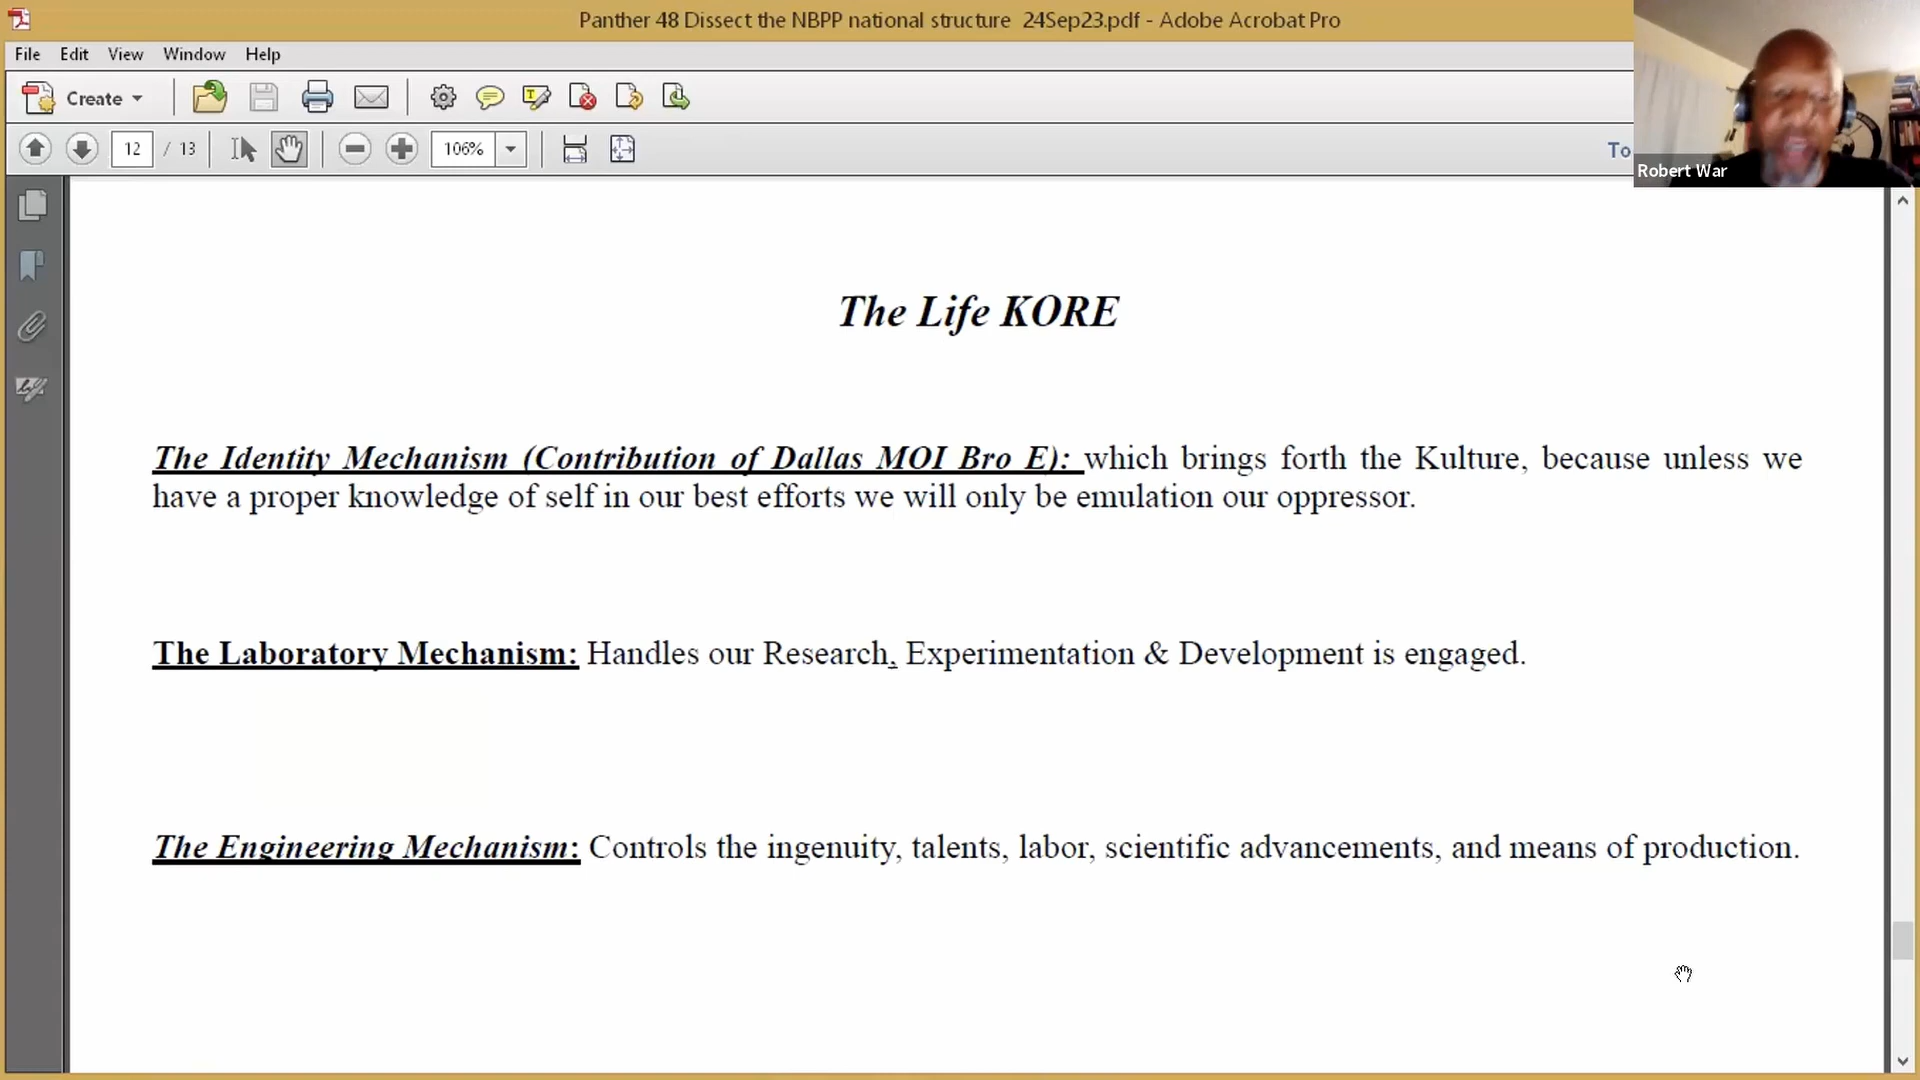 Panther 48 Dissect the NBPP national structure 24Sep23.pdf - Adobe Acrobat Pro
File Edit View Window Help
Create
12 / 13 106% To
Robert War
The Life KORE
The Identity Mechanism (Contribution of Dallas MOI Bro E): which brings forth the Kulture, because unless we
have a proper knowledge of self in our best efforts we will only be emulation our oppressor.
The Laboratory Mechanism: Handles our Research, Experimentation & Development is engaged.
The Engineering Mechanism: Controls the ingenuity, talents, labor, scientific advancements, and means of production.